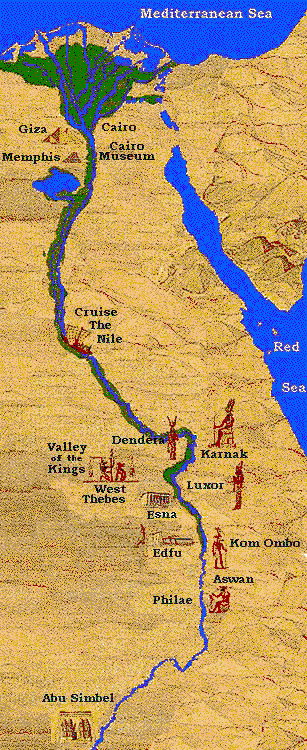 Mediterranean Sea
Giza
Cairo
Memphis
Cairo
Museum
Cruise
The
Nile
Red
Sea
Dendera
Karnak
Valley
of the
Kings
West
Thebes
Luxor
Esna
Edfu
Kom Ombo
Aswan
Philae
Abu Simbel